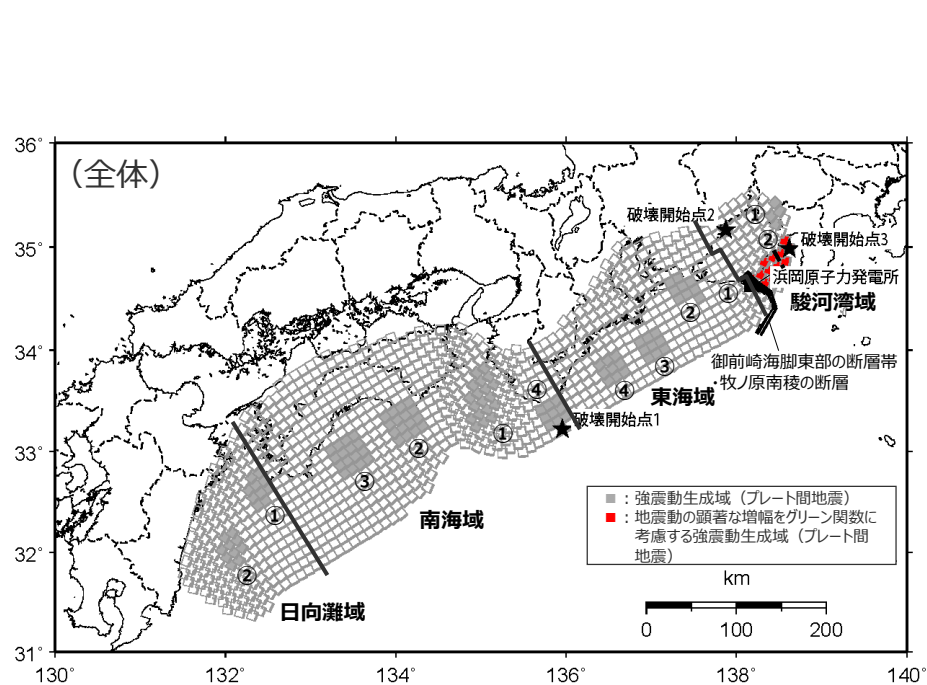 36°
（全体）
破壊開始点2
①
35°
②
破壊開始点3
浜岡原子力発電所
①
駿河湾域
②
34°
御前崎海脚東部の断層帯
・牧ノ原南稜の断層
③
④
④
東海域
破壊開始点1
①
②
33°
③
南海域
①
■：強震動生成域（プレート間地震）
■：地震動の顕著な増幅をグリーン関数に
考慮する強震動生成域（プレート間
地震）
32°
②
日向灘域
km
0 100 200
31°
130° 132° 134° 136° 138° 140°